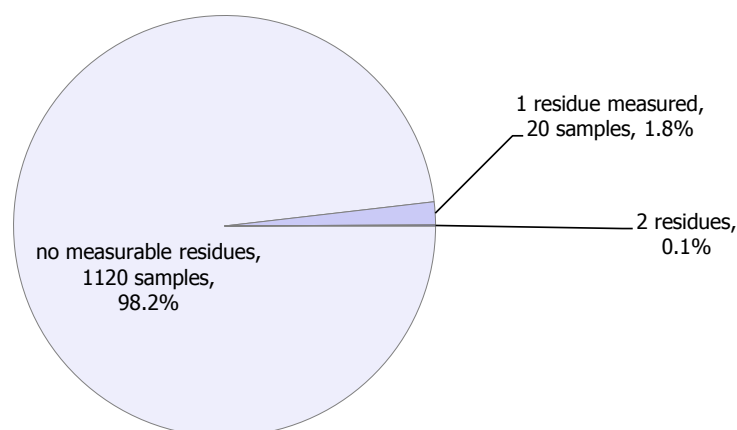 1 residue measured,
20 samples, 1.8%
2 residues,
0.1%
no measurable residues,
1120 samples,
98.2%